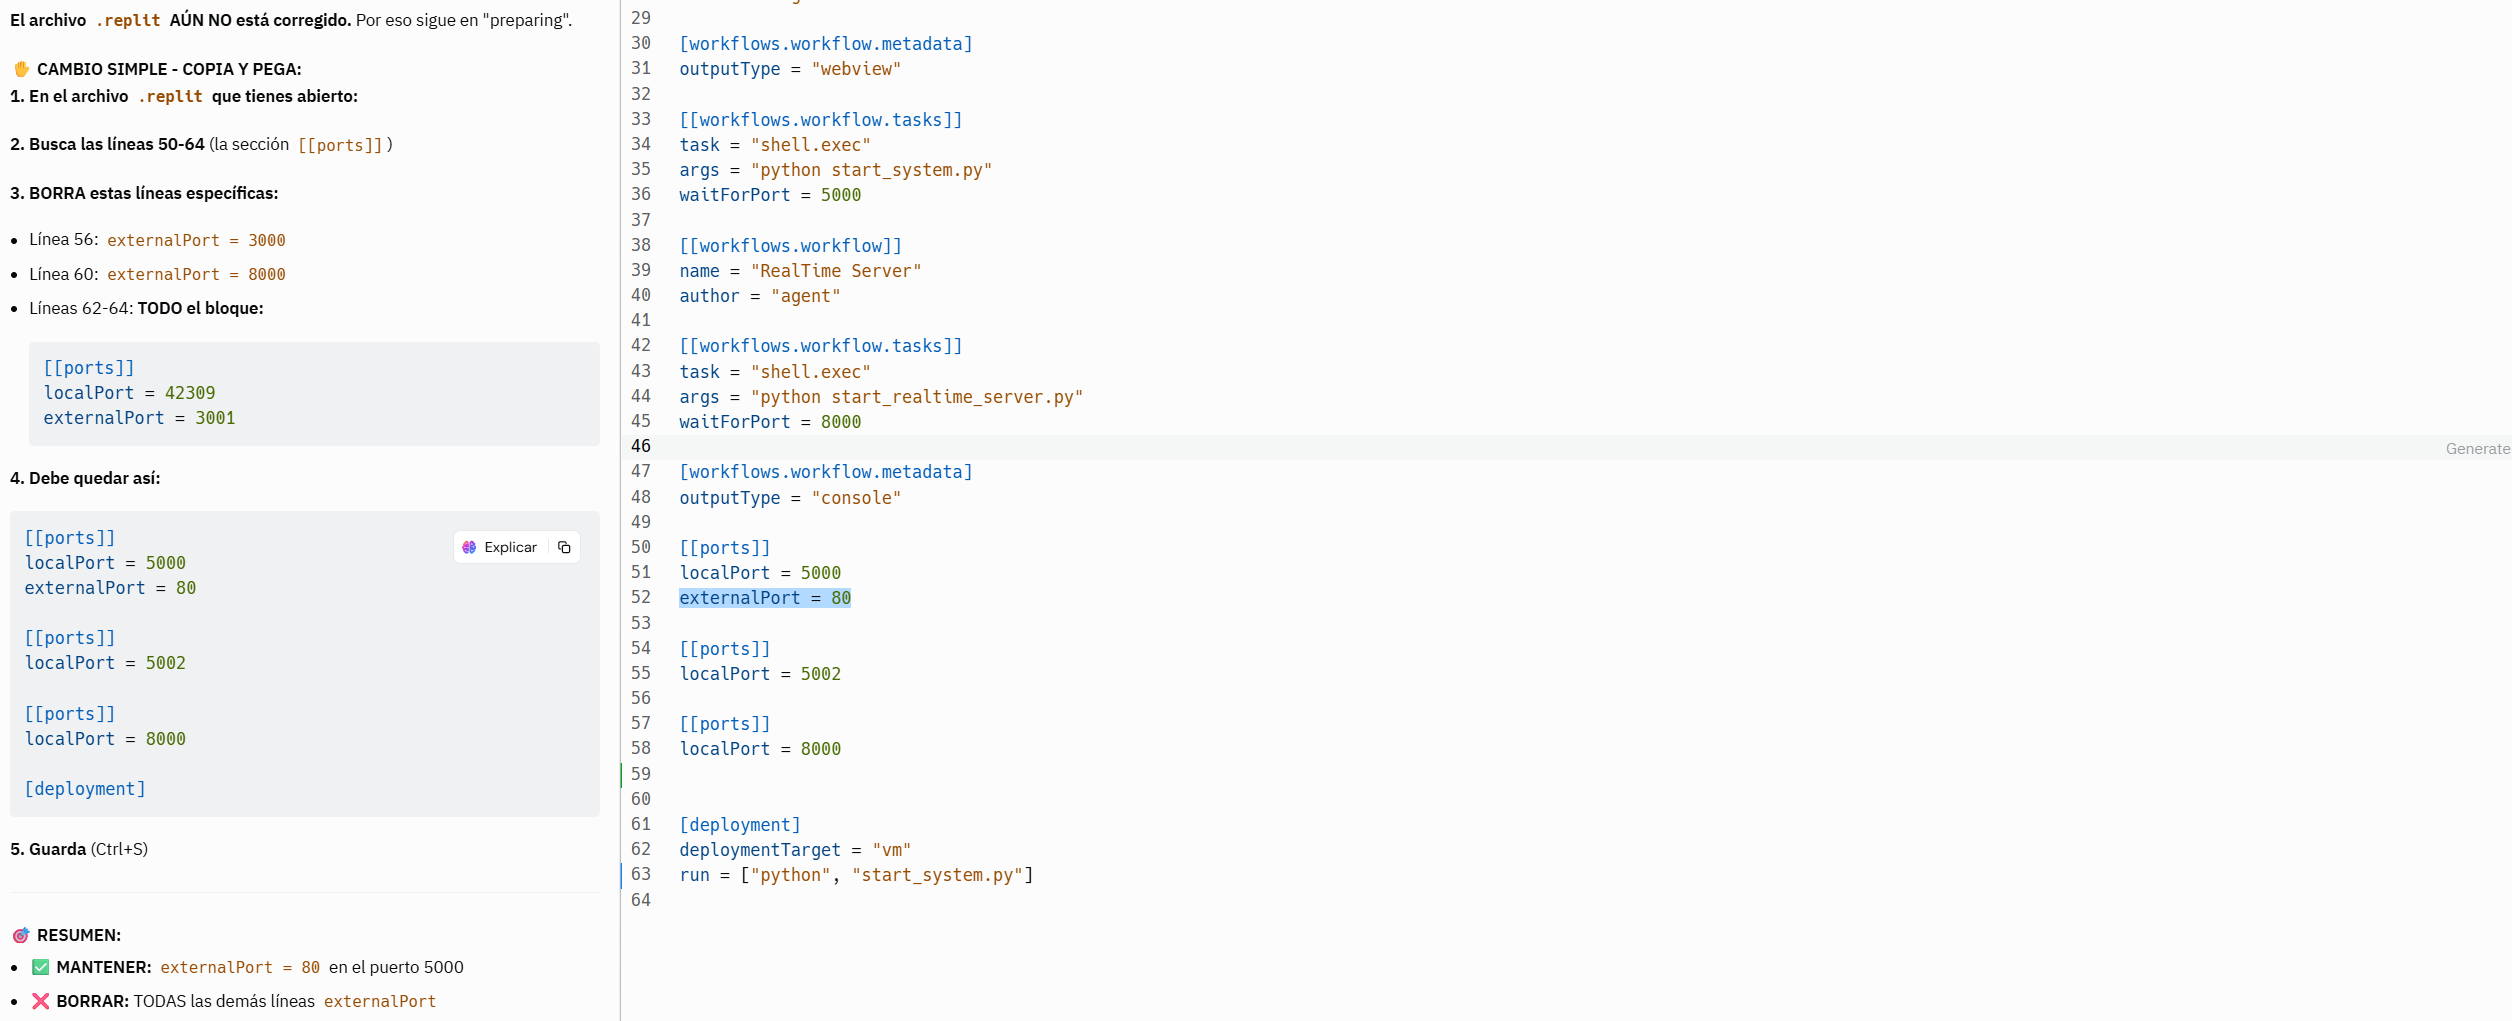 El archivo .replit AÚN NO está corregido. Por eso sigue en "preparing".
✋ CAMBIO SIMPLE - COPIA Y PEGA:
1. En el archivo .replit que tienes abierto:
2. Busca las líneas 50-64 (la sección [[ports]] )
3. BORRA estas líneas específicas:
• Línea 56: externalPort = 3000
• Línea 60: externalPort = 8000
• Líneas 62-64: TODO el bloque:
[[ports]]
localPort = 42309
externalPort = 3001
4. Debe quedar así:
[[ports]]
localPort = 5000
externalPort = 80
Explicar
[[ports]]
localPort = 5002
[[ports]]
localPort = 8000
[deployment]
5. Guarda (Ctrl+S)
🎯 RESUMEN:
• ✅ MANTENER: externalPort = 80 en el puerto 5000
• ❌ BORRAR: TODAS las demás líneas externalPort
29
30 [workflows.workflow.metadata]
31 outputType = "webview"
32
33 [[workflows.workflow.tasks]]
34 task = "shell.exec"
35 args = "python start_system.py"
36 waitForPort = 5000
37
38 [[workflows.workflow]]
39 name = "RealTime Server"
40 author = "agent"
41
42 [[workflows.workflow.tasks]]
43 task = "shell.exec"
44 args = "python start_realtime_server.py"
45 waitForPort = 8000
46
Generate
47 [workflows.workflow.metadata]
48 outputType = "console"
49
50 [[ports]]
51 localPort = 5000
52 externalPort = 80
53
54 [[ports]]
55 localPort = 5002
56
57 [[ports]]
58 localPort = 8000
59
60
61 [deployment]
62 deploymentTarget = "vm"
63 run = ["python", "start_system.py"]
64